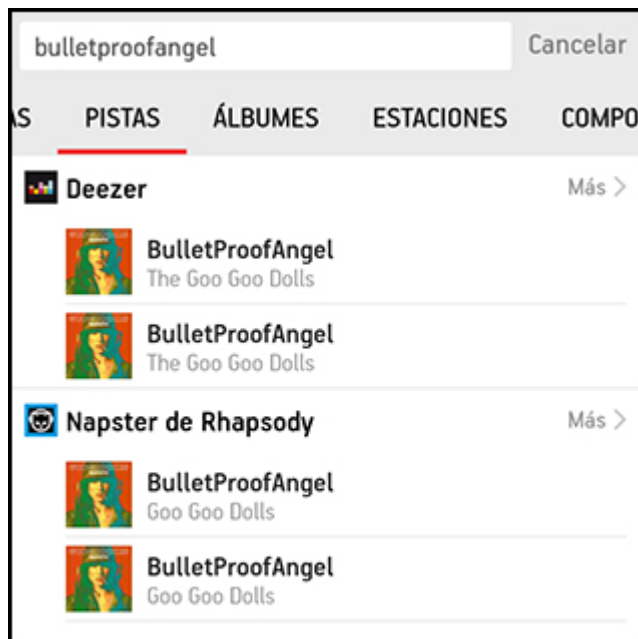 bulletproofangel Cancelar
AS PISTAS ÁLBUMES ESTACIONES COMPO
Deezer Más >
BulletProofAngel
The Goo Goo Dolls
BulletProofAngel
The Goo Goo Dolls
Napster de Rhapsody Más >
BulletProofAngel
Goo Goo Dolls
BulletProofAngel
Goo Goo Dolls